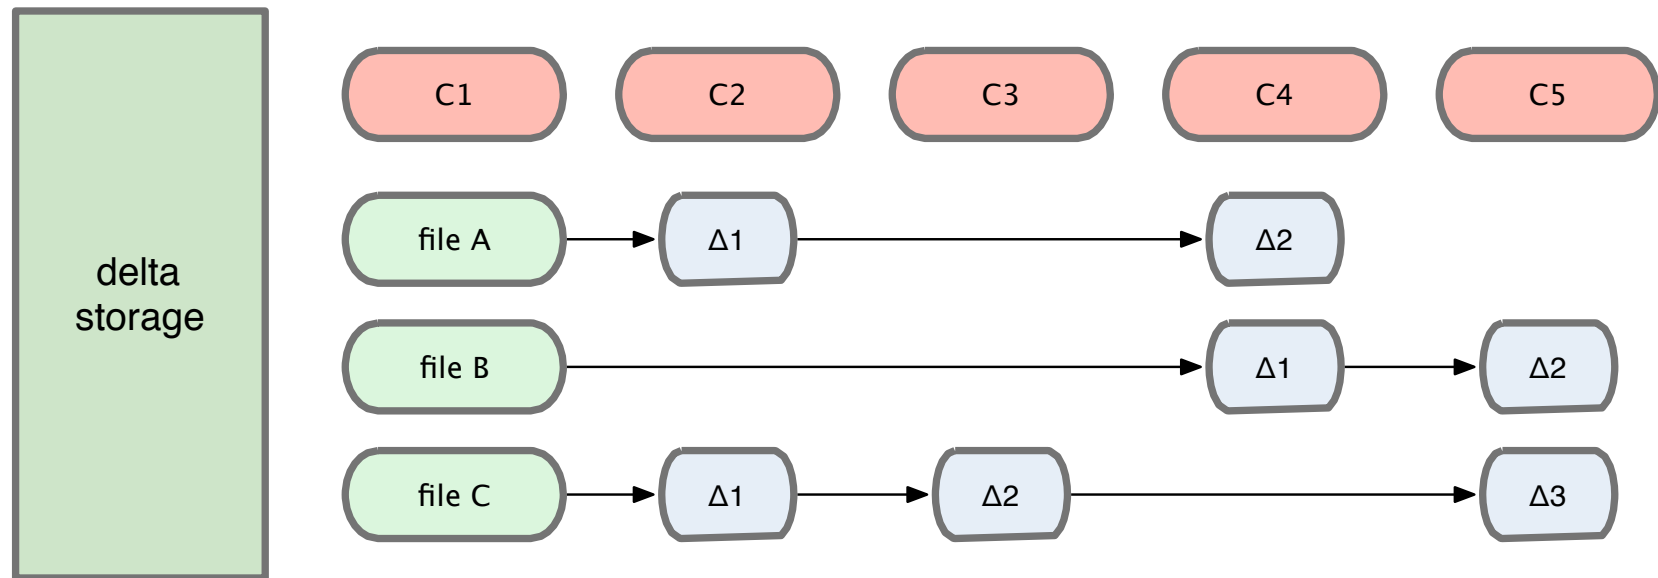 delta
storage
C1 C2 C3 C4 C5
file A Δ1 Δ2
file B Δ1 Δ2
file C Δ1 Δ2 Δ3